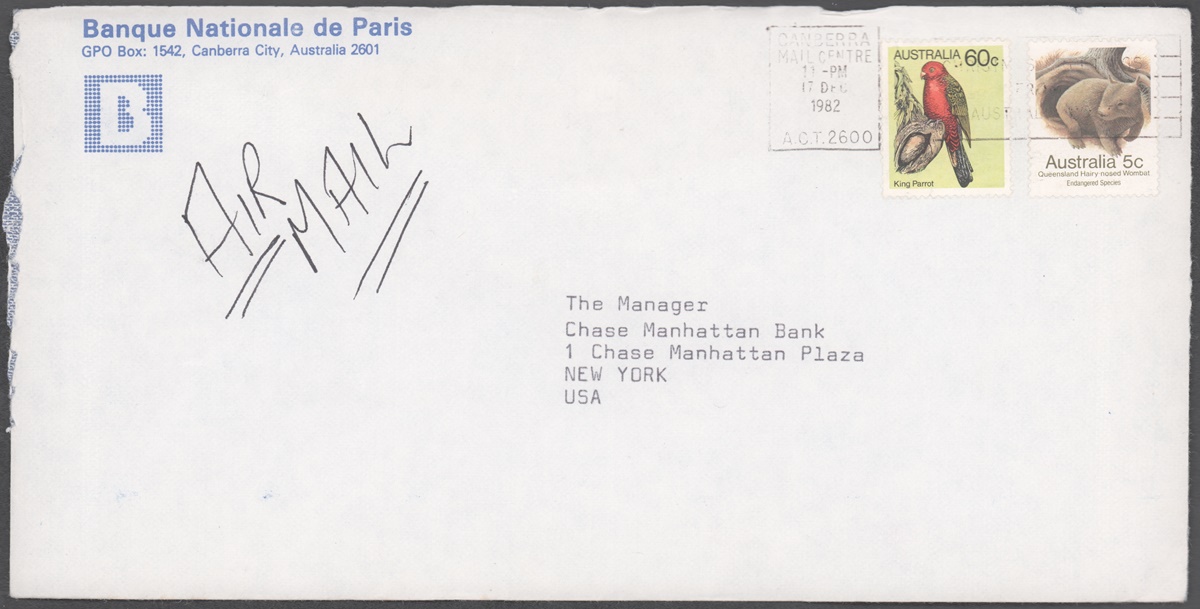 Banque Nationale de Paris
GPO Box: 1542, Canberra City, Australia 2601
B
AIR MAIL
CANBERRA
MAIL CENTRE
-PM
17 DEC
1982
A.C.T. 2600
AUSTRALIA 60c
King Parrot
Australia 5c
Queensland Hairy nosed Wombat
Endangered Species
The Manager
Chase Manhattan Bank
1 Chase Manhattan Plaza
NEW YORK
USA